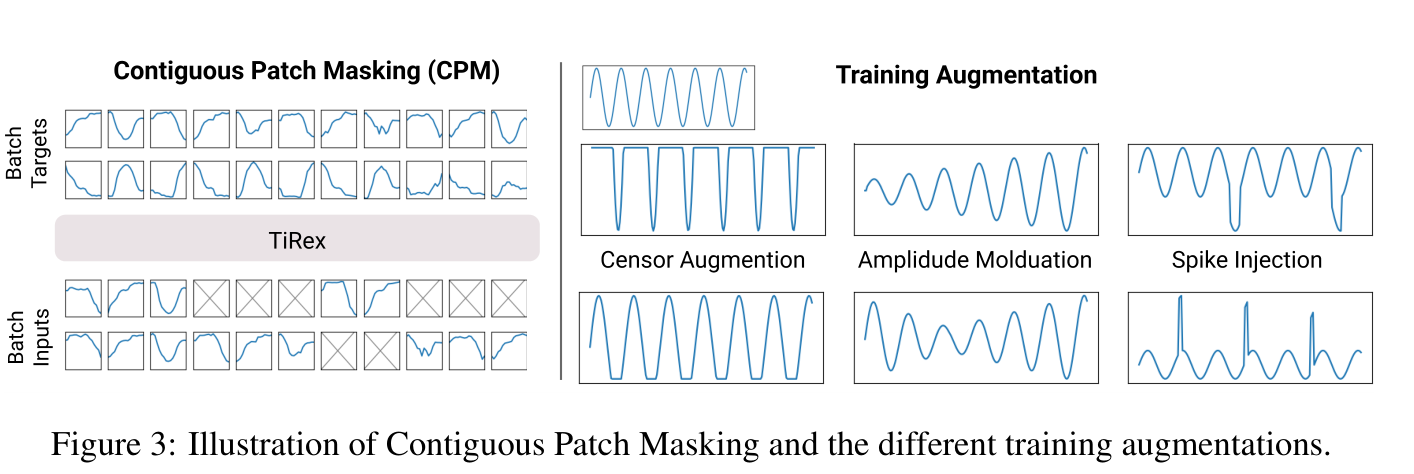 Contiguous Patch Masking (CPM)
Batch
Targets
TiRex
Batch
Inputs
Training Augmentation
Censor Augmention
Amplidude Molduation
Spike Injection
Figure 3: Illustration of Contiguous Patch Masking and the different training augmentations.